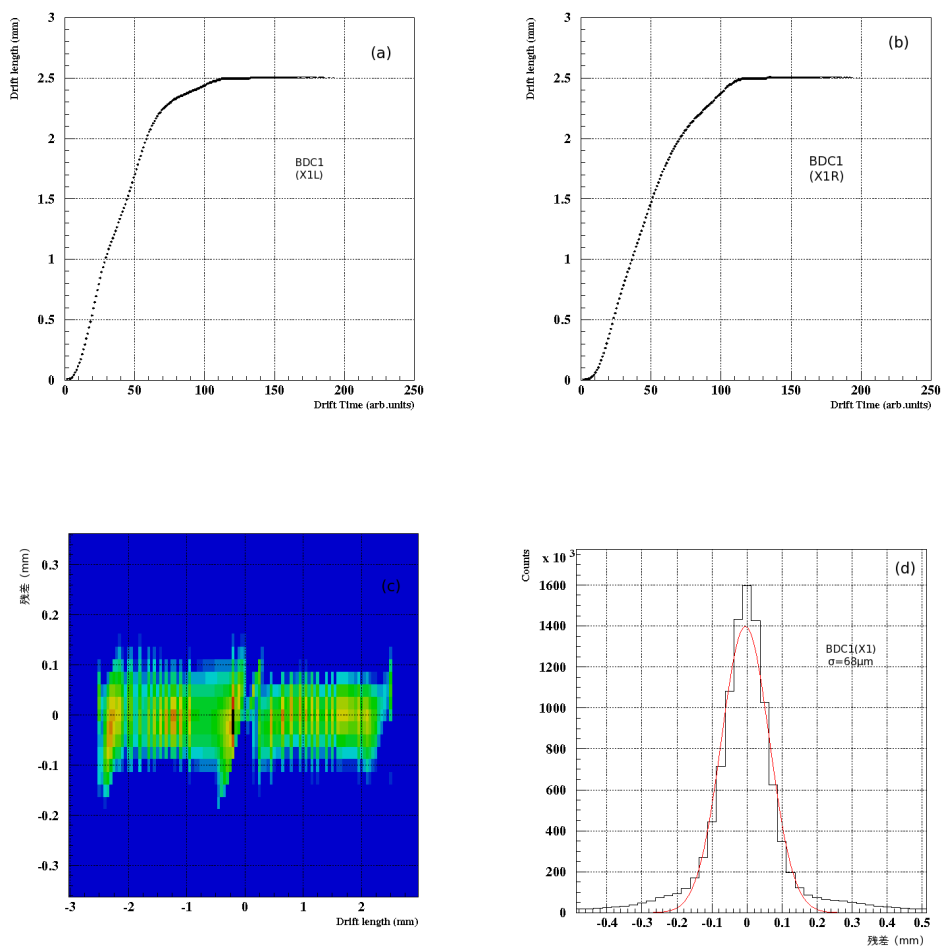 Drift length (mm)
3
2.5
2
1.5
1
0.5
0
(a)
BDC1
(X1L)
0 50 100 150 200 250
Drift Time (arb.units)
Drift length (mm)
3
2.5
2
1.5
1
0.5
0
(b)
BDC1
(X1R)
0 50 100 150 200 250
Drift Time (arb.units)
残差 (mm)
0.3
0.2
0.1
0
-0.1
-0.2
-0.3
(c)
-3 -2 -1 0 1 2
Drift length (mm)
Counts
x 10 3
1600
1400
1200
1000
800
600
400
200
0
(d)
BDC1(X1)
σ=68μm
-0.4 -0.3 -0.2 -0.1 0 0.1 0.2 0.3 0.4 0.5
残差 (mm)